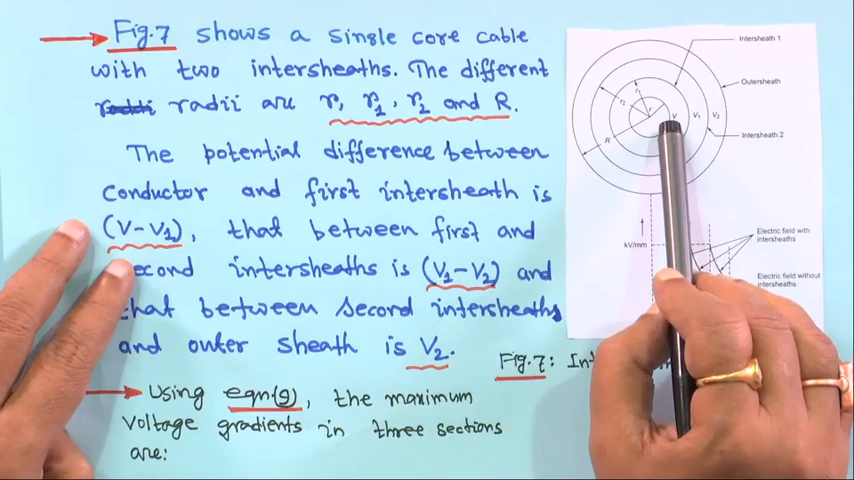 Fig.7 shows a single core cable
with two intersheaths. The different
radii are r, r1, r2 and R.
The potential difference between
conductor and first intersheath is
(V-V1), that between first and
second intersheaths is (V1-V2) and
that between second intersheaths
and outer sheath is V2.
Using eqn(9), the maximum
voltage gradients in three sections
are:
Intersheath 1
Outersheath
r1
r2
r
V
V1
V2
R
Intersheath 2
kV/mm
Electric field with
intersheaths
Electric field without
intersheaths
Fig.7: